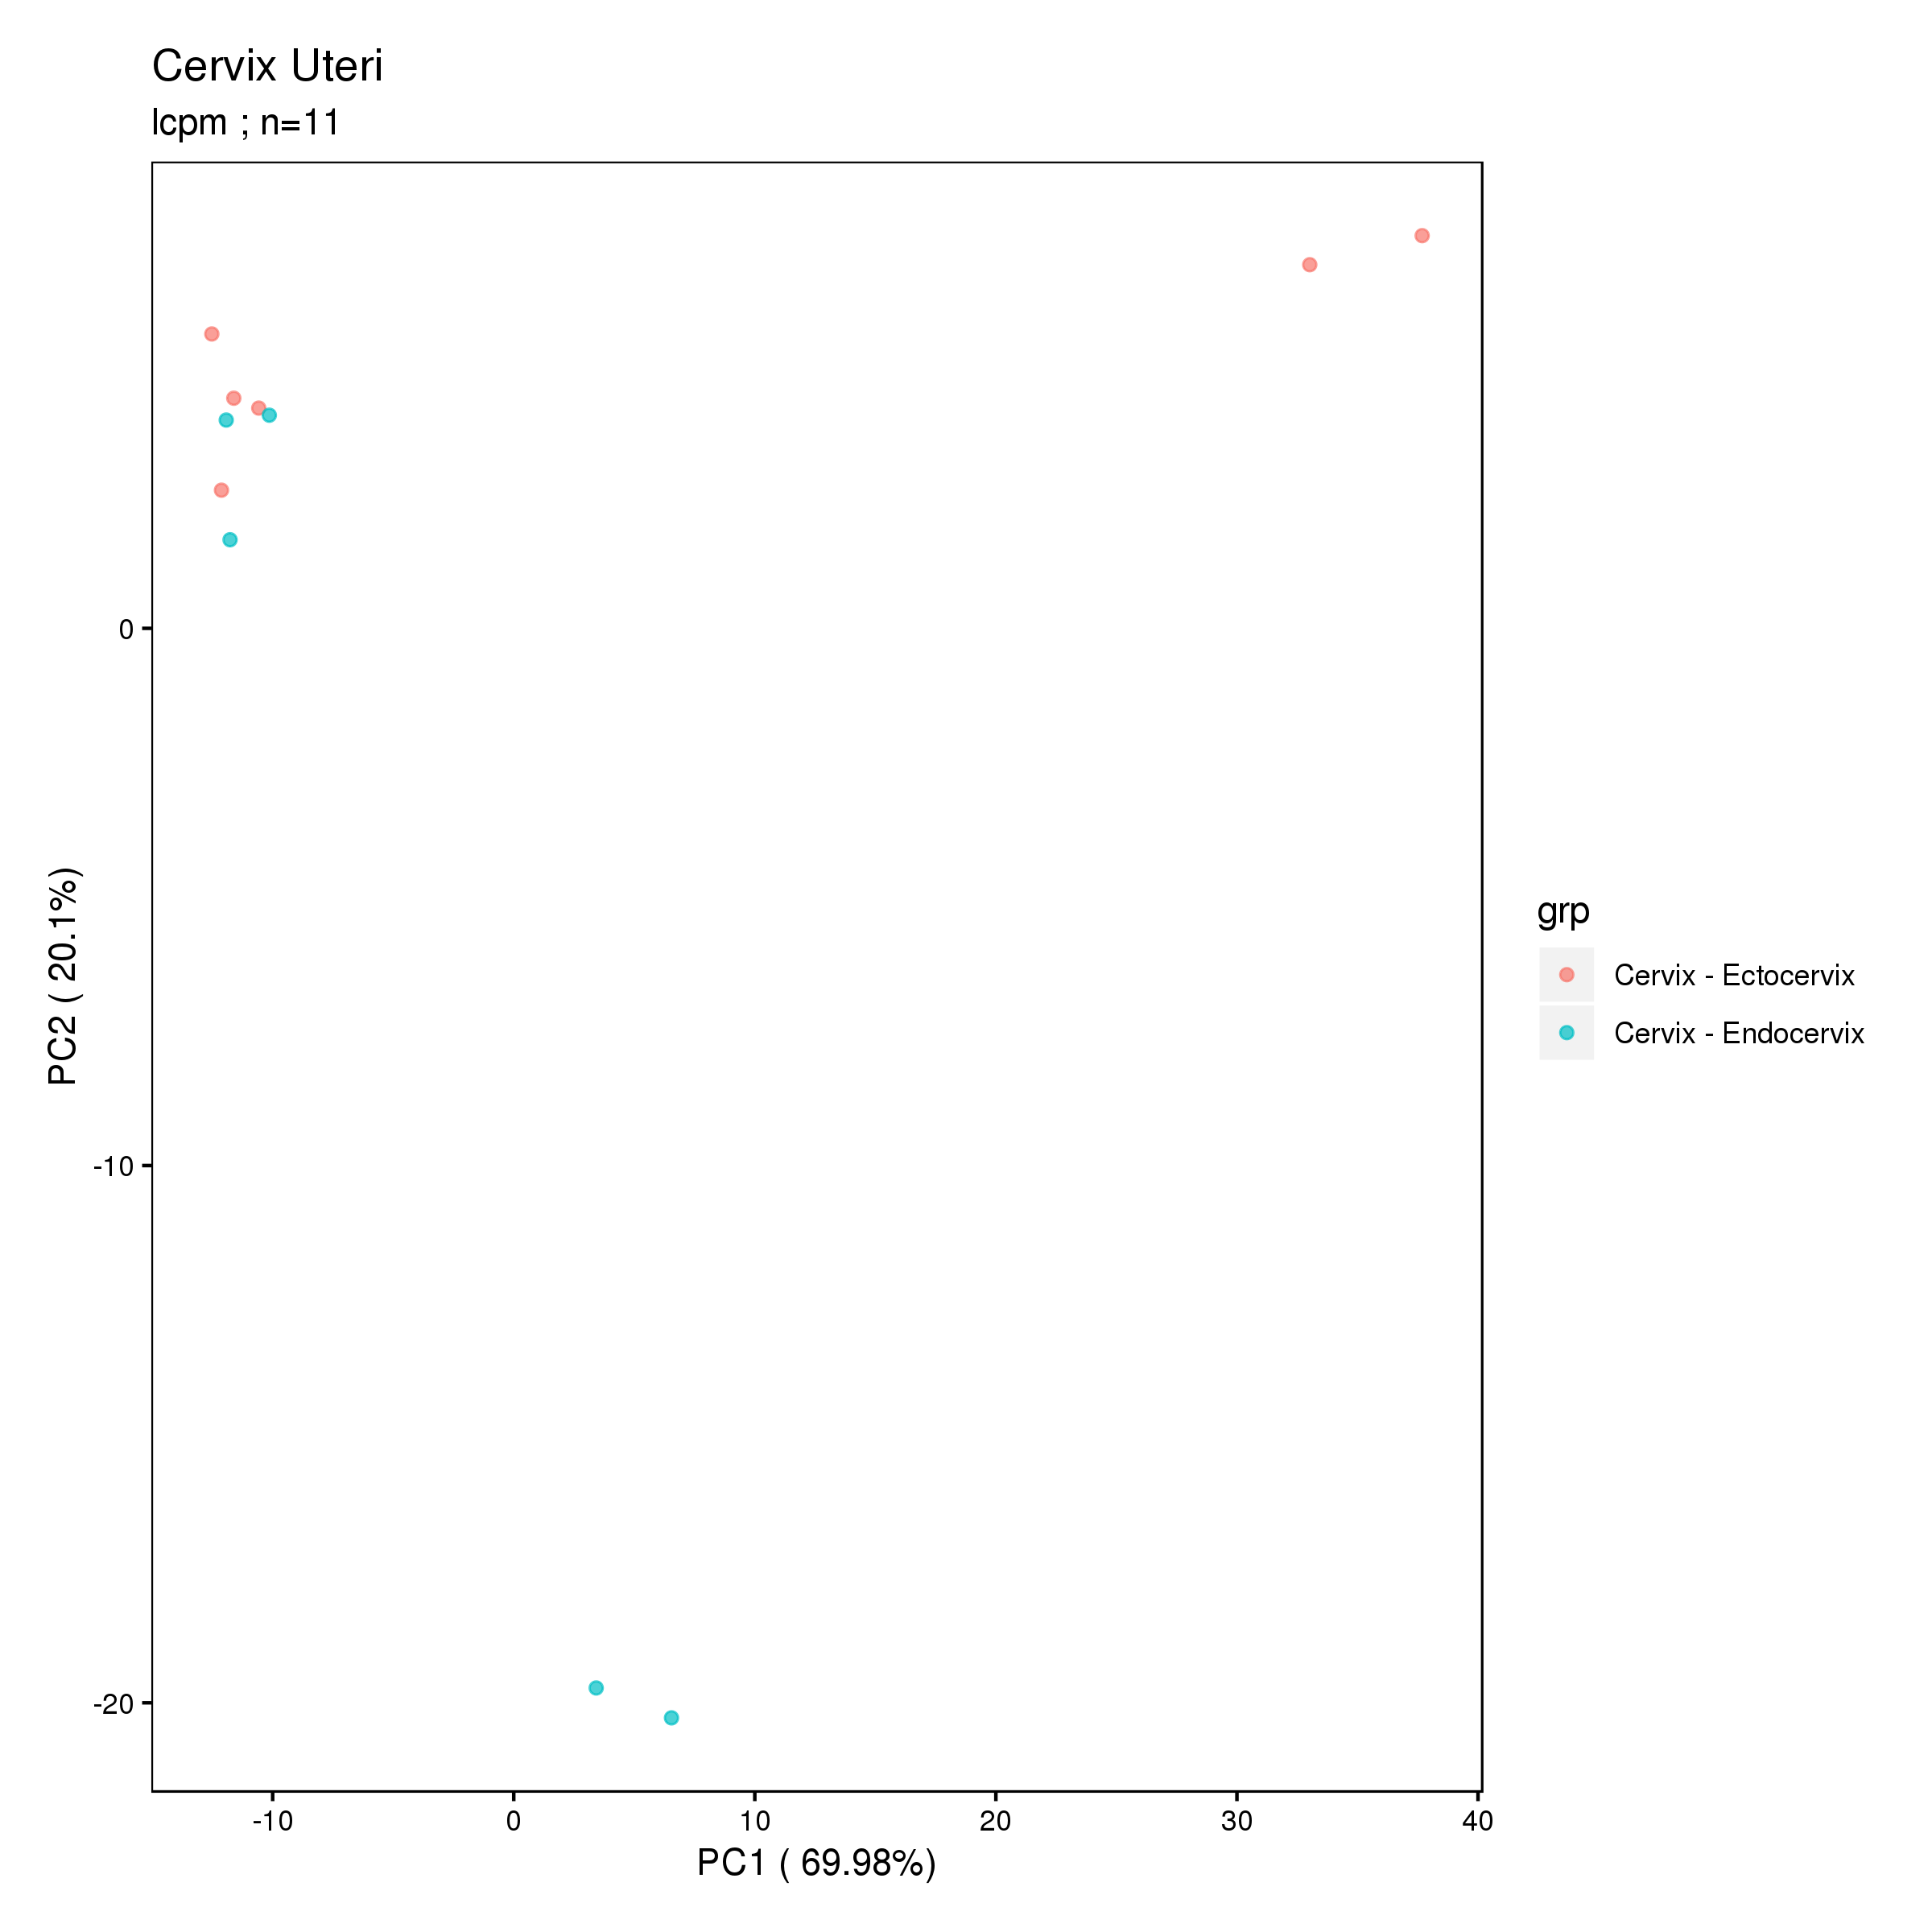 Cervix Uteri
lcpm ; n=11
0
-10
-20
PC2 ( 20.1%)
-10 0 10 20 30 40
PC1 ( 69.98%)
grp
Cervix - Ectocervix
Cervix - Endocervix